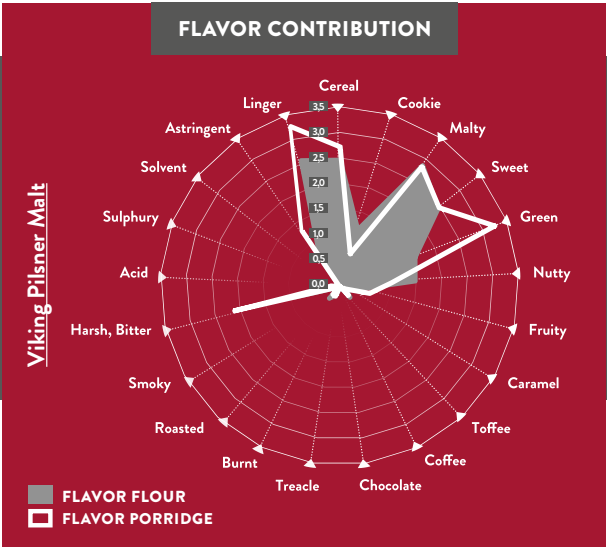 FLAVOR CONTRIBUTION
Cereal
Linger
Cookie
Astringent
Malty
Solvent
Sweet
Sulphury
Green
Acid
Nutty
Harsh, Bitter
Fruity
Smoky
Caramel
Roasted
Toffee
Burnt
Coffee
Treacle
Chocolate
3,5
3,0
2,5
2,0
1,5
1,0
0,5
0,0
Viking Pilsner Malt
FLAVOR FLOUR
FLAVOR PORRIDGE